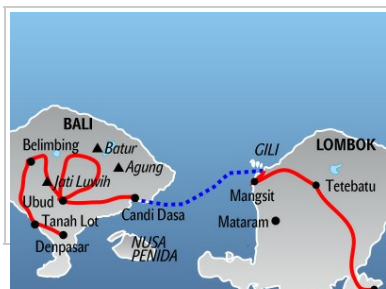 BALI
Belimbing
Batur
Agung
Jati Luwih
Ubud
Tanah Lot
Denpasar
Candi Dasa
NUSA
PENIDA
GILI
LOMBOK
Mangsit
Tetebatu
Mataram